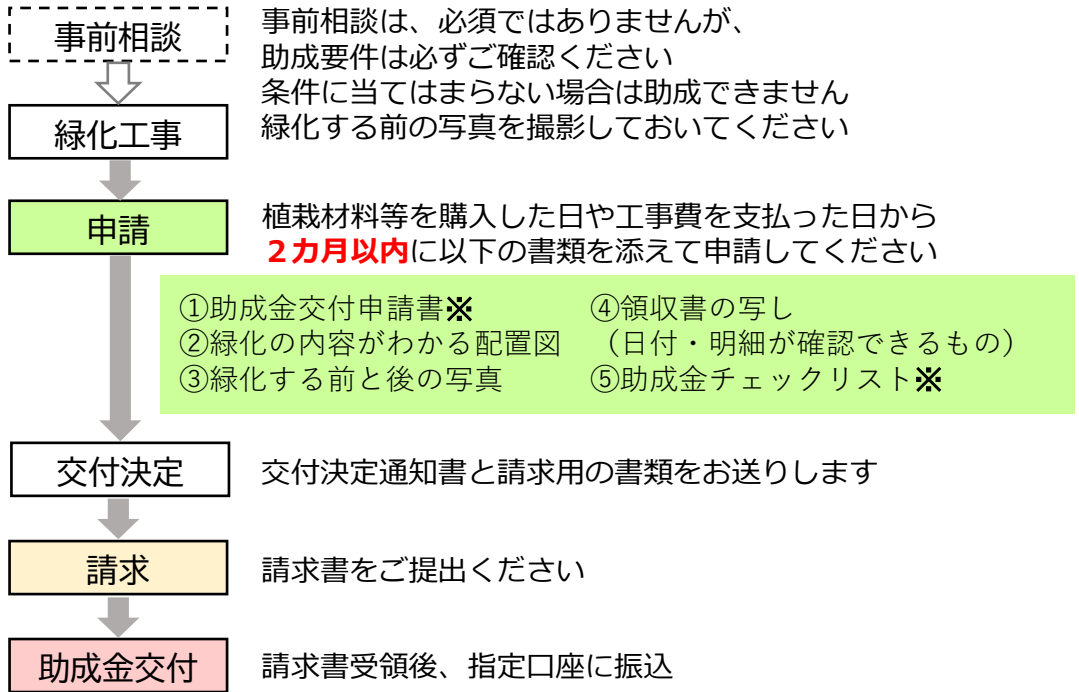 事前相談
事前相談は、必須ではありませんが、
助成要件は必ずご確認ください
条件に当てはまらない場合は助成できません
緑化する前の写真を撮影しておいてください
緑化工事
申請
植栽材料等を購入した日や工事費を支払った日から
２カ月以内に以下の書類を添えて申請してください
①助成金交付申請書※
②緑化の内容がわかる配置図
③緑化する前と後の写真
④領収書の写し
（日付・明細が確認できるもの）
⑤助成金チェックリスト※
交付決定
交付決定通知書と請求用の書類をお送りします
請求
請求書をご提出ください
助成金交付
請求書受領後、指定口座に振込